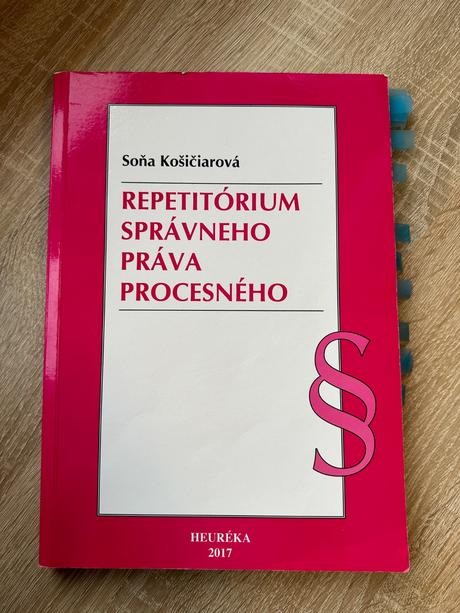 Soňa Košičiarová
REPETITÓRIUM
SPRÁVNEHO
PRÁVA
PROCESNÉHO
§
HEURÉKA
2017